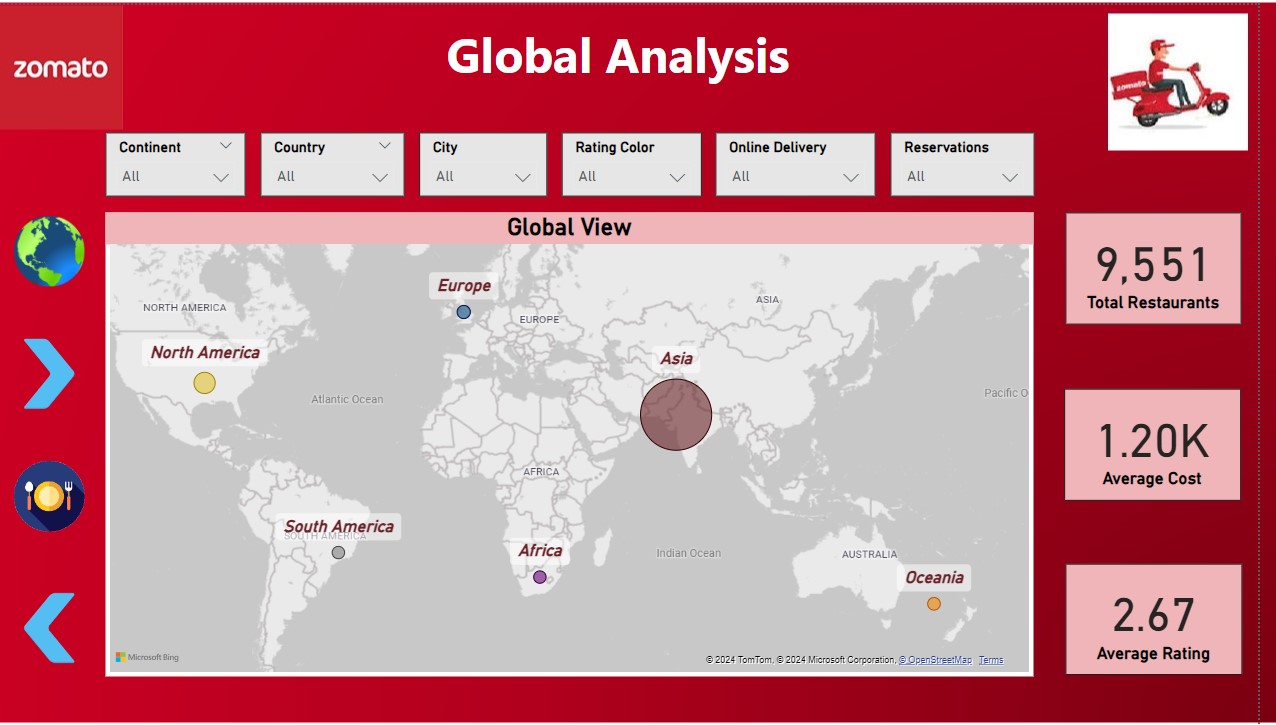 zomato
Global Analysis
zomato
Continent
All
Country
All
City
All
Rating Color
All
Online Delivery
All
Reservations
All
Global View
NORTH AMERICA
North America
Europe
EUROPE
ASIA
Asia
Atlantic Ocean
Pacific O
AFRICA
South America
SOUTH AMERICA
Africa
Indian Ocean
AUSTRALIA
Oceania
Microsoft Bing
© 2024 TomTom, © 2024 Microsoft Corporation, © OpenStreetMap Terms
9,551
Total Restaurants
1.20K
Average Cost
2.67
Average Rating